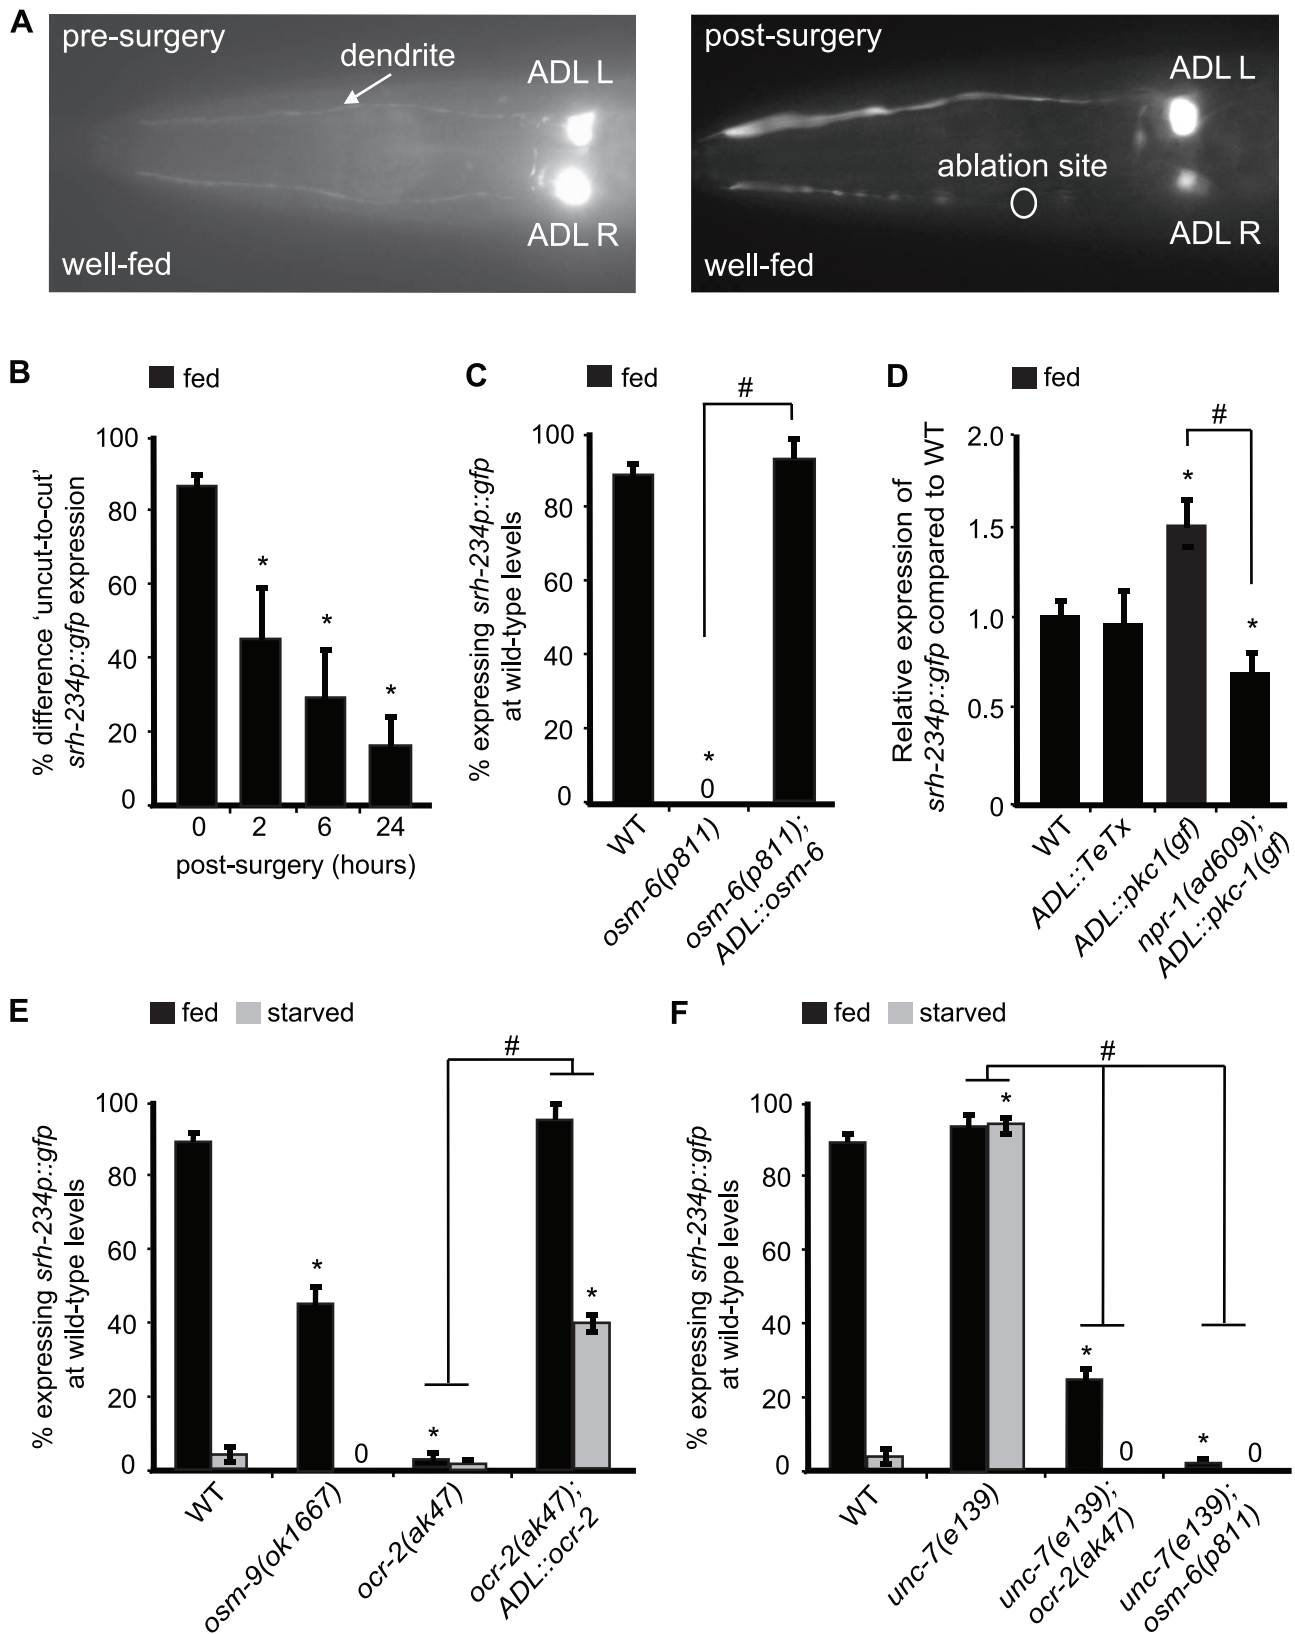 A
pre-surgery
dendrite
ADL L
ADL R
well-fed
post-surgery
ADL L
ablation site
ADL R
well-fed
B
fed
% difference 'uncut-to-cut'
srh-234p::gfp expression
100
80
60
40
20
0
*
*
*
0 2 6 24
post-surgery (hours)
C
fed
#
% expressing srh-234p::gfp
at wild-type levels
100
80
60
40
20
0
*
0
WT
osm-6(p811)
osm-6(p811);
ADL::osm-6
D
fed
#
Relative expression of
srh-234p::gfp compared to WT
2.0
1.5
1.0
0.5
0
*
*
WT
ADL::TeTx
ADL::pkc1(gf)
npr-1(ad609);
ADL::pkc-1(gf)
E
fed starved
#
% expressing srh-234p::gfp
at wild-type levels
100
80
60
40
20
0
*
0
*
*
WT
osm-9(ok1667)
ocr-2(ak47)
ocr-2(ak47);
ADL::ocr-2
F
fed starved
#
% expressing srh-234p::gfp
at wild-type levels
100
80
60
40
20
0
*
*
0
*
0
WT
unc-7(e139)
unc-7(e139);
ocr-2(ak47)
unc-7(e139);
osm-6(p811)